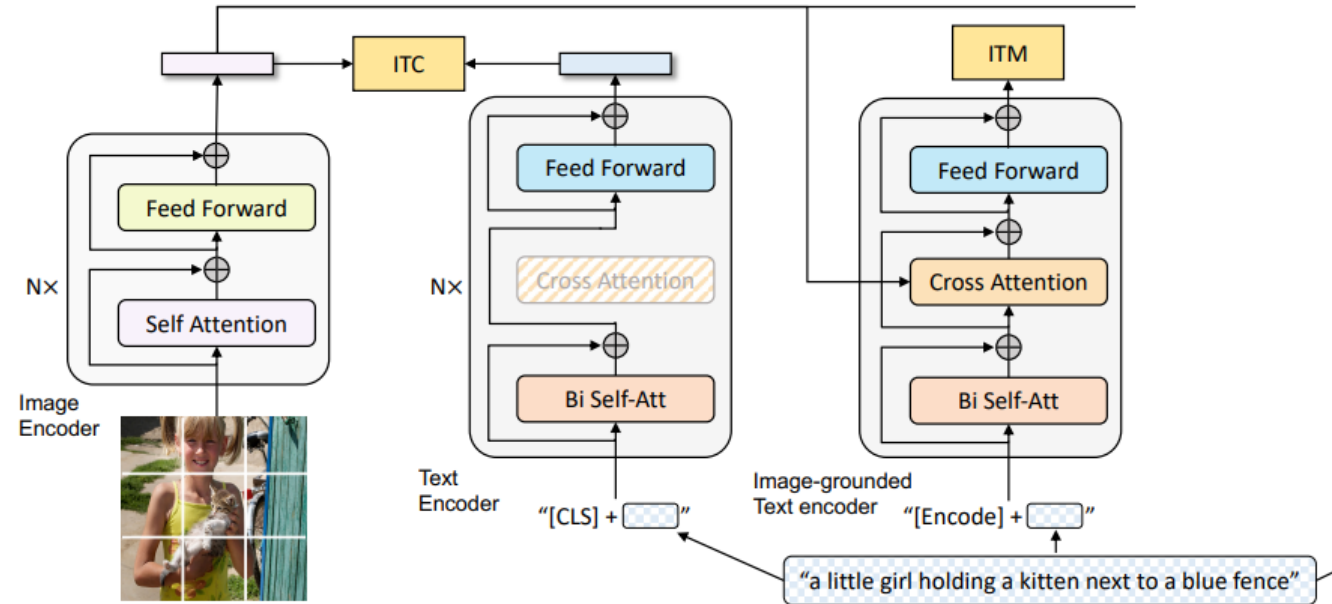 ITC
ITM
Feed Forward
Self Attention
N×
Image
Encoder
Feed Forward
Cross Attention
Bi Self-Att
N×
Text
Encoder
“[CLS] + ”
Feed Forward
Cross Attention
Bi Self-Att
Image-grounded
Text encoder
“[Encode] + ”
“a little girl holding a kitten next to a blue fence”